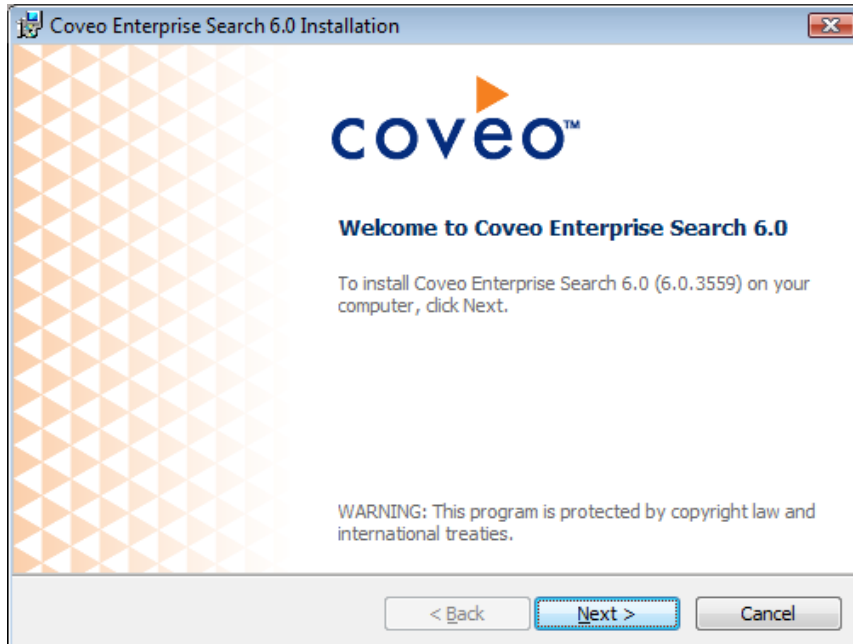 Coveo Enterprise Search 6.0 Installation
coveo™
Welcome to Coveo Enterprise Search 6.0
To install Coveo Enterprise Search 6.0 (6.0.3559) on your
computer, click Next.
WARNING: This program is protected by copyright law and
international treaties.
< Back Next > Cancel